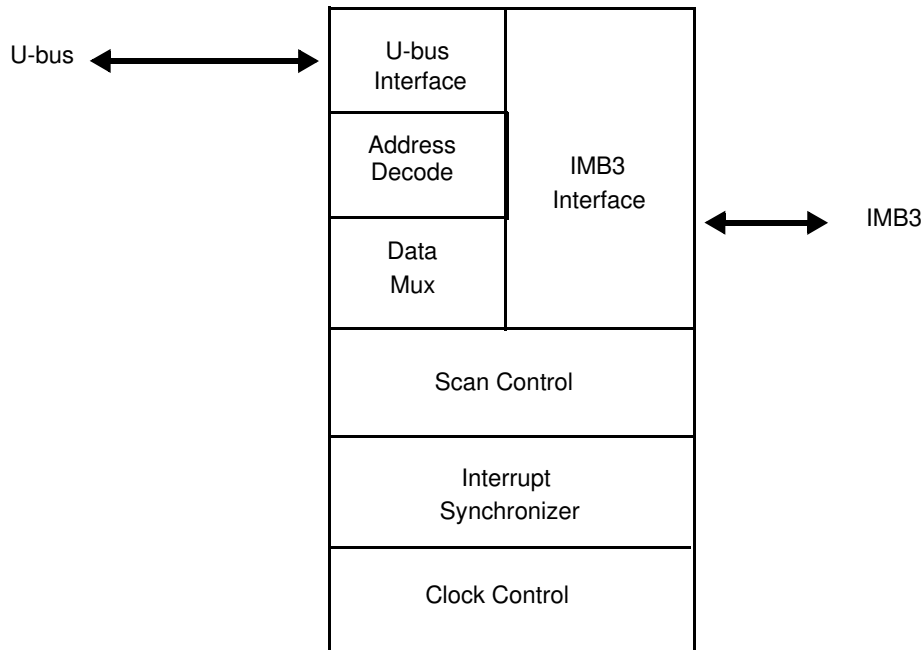 U-bus
U-bus
Interface
Address
Decode
Data
Mux
IMB3
Interface
IMB3
Scan Control
Interrupt
Synchronizer
Clock Control